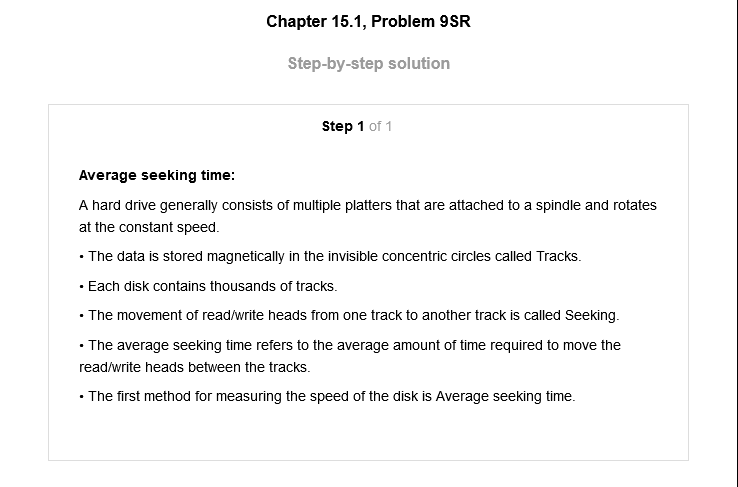 Chapter 15.1, Problem 9SR
Step-by-step solution
Step 1 of 1
Average seeking time:
A hard drive generally consists of multiple platters that are attached to a spindle and rotates
at the constant speed.
• The data is stored magnetically in the invisible concentric circles called Tracks.
• Each disk contains thousands of tracks.
• The movement of read/write heads from one track to another track is called Seeking.
• The average seeking time refers to the average amount of time required to move the
read/write heads between the tracks.
• The first method for measuring the speed of the disk is Average seeking time.